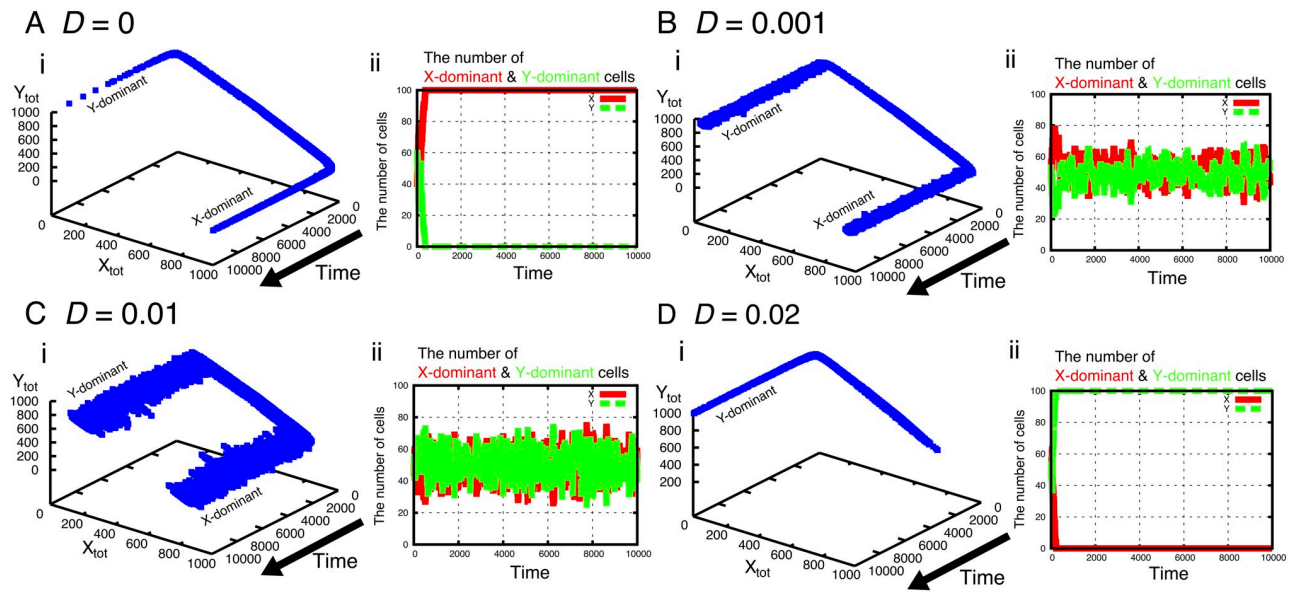 A D = 0
i
Y-dominant
X-dominant
Ytot
1000
800
600
400
200
0
0
200
400
600
800
1000
Xtot
0
2000
4000
6000
8000
10000
Time
ii
The number of
X-dominant & Y-dominant cells
The number of cells
100
80
60
40
20
0
X
Y
0 2000 4000 6000 8000 10000
Time
B D = 0.001
i
Y-dominant
X-dominant
Ytot
1000
800
600
400
200
0
0
200
400
600
800
1000
Xtot
0
2000
4000
6000
8000
10000
Time
ii
The number of
X-dominant & Y-dominant cells
The number of cells
100
80
60
40
20
0
X
Y
0 2000 4000 6000 8000 10000
Time
C D = 0.01
i
Y-dominant
X-dominant
Ytot
1000
800
600
400
200
0
0
200
400
600
800
1000
Xtot
0
2000
4000
6000
8000
10000
Time
ii
The number of
X-dominant & Y-dominant cells
The number of cells
100
80
60
40
20
0
X
Y
0 2000 4000 6000 8000 10000
Time
D D = 0.02
i
Y-dominant
Ytot
1000
800
600
400
200
0
0
200
400
600
800
1000
Xtot
0
2000
4000
6000
8000
10000
Time
ii
The number of
X-dominant & Y-dominant cells
The number of cells
100
80
60
40
20
0
X
Y
0 2000 4000 6000 8000 10000
Time